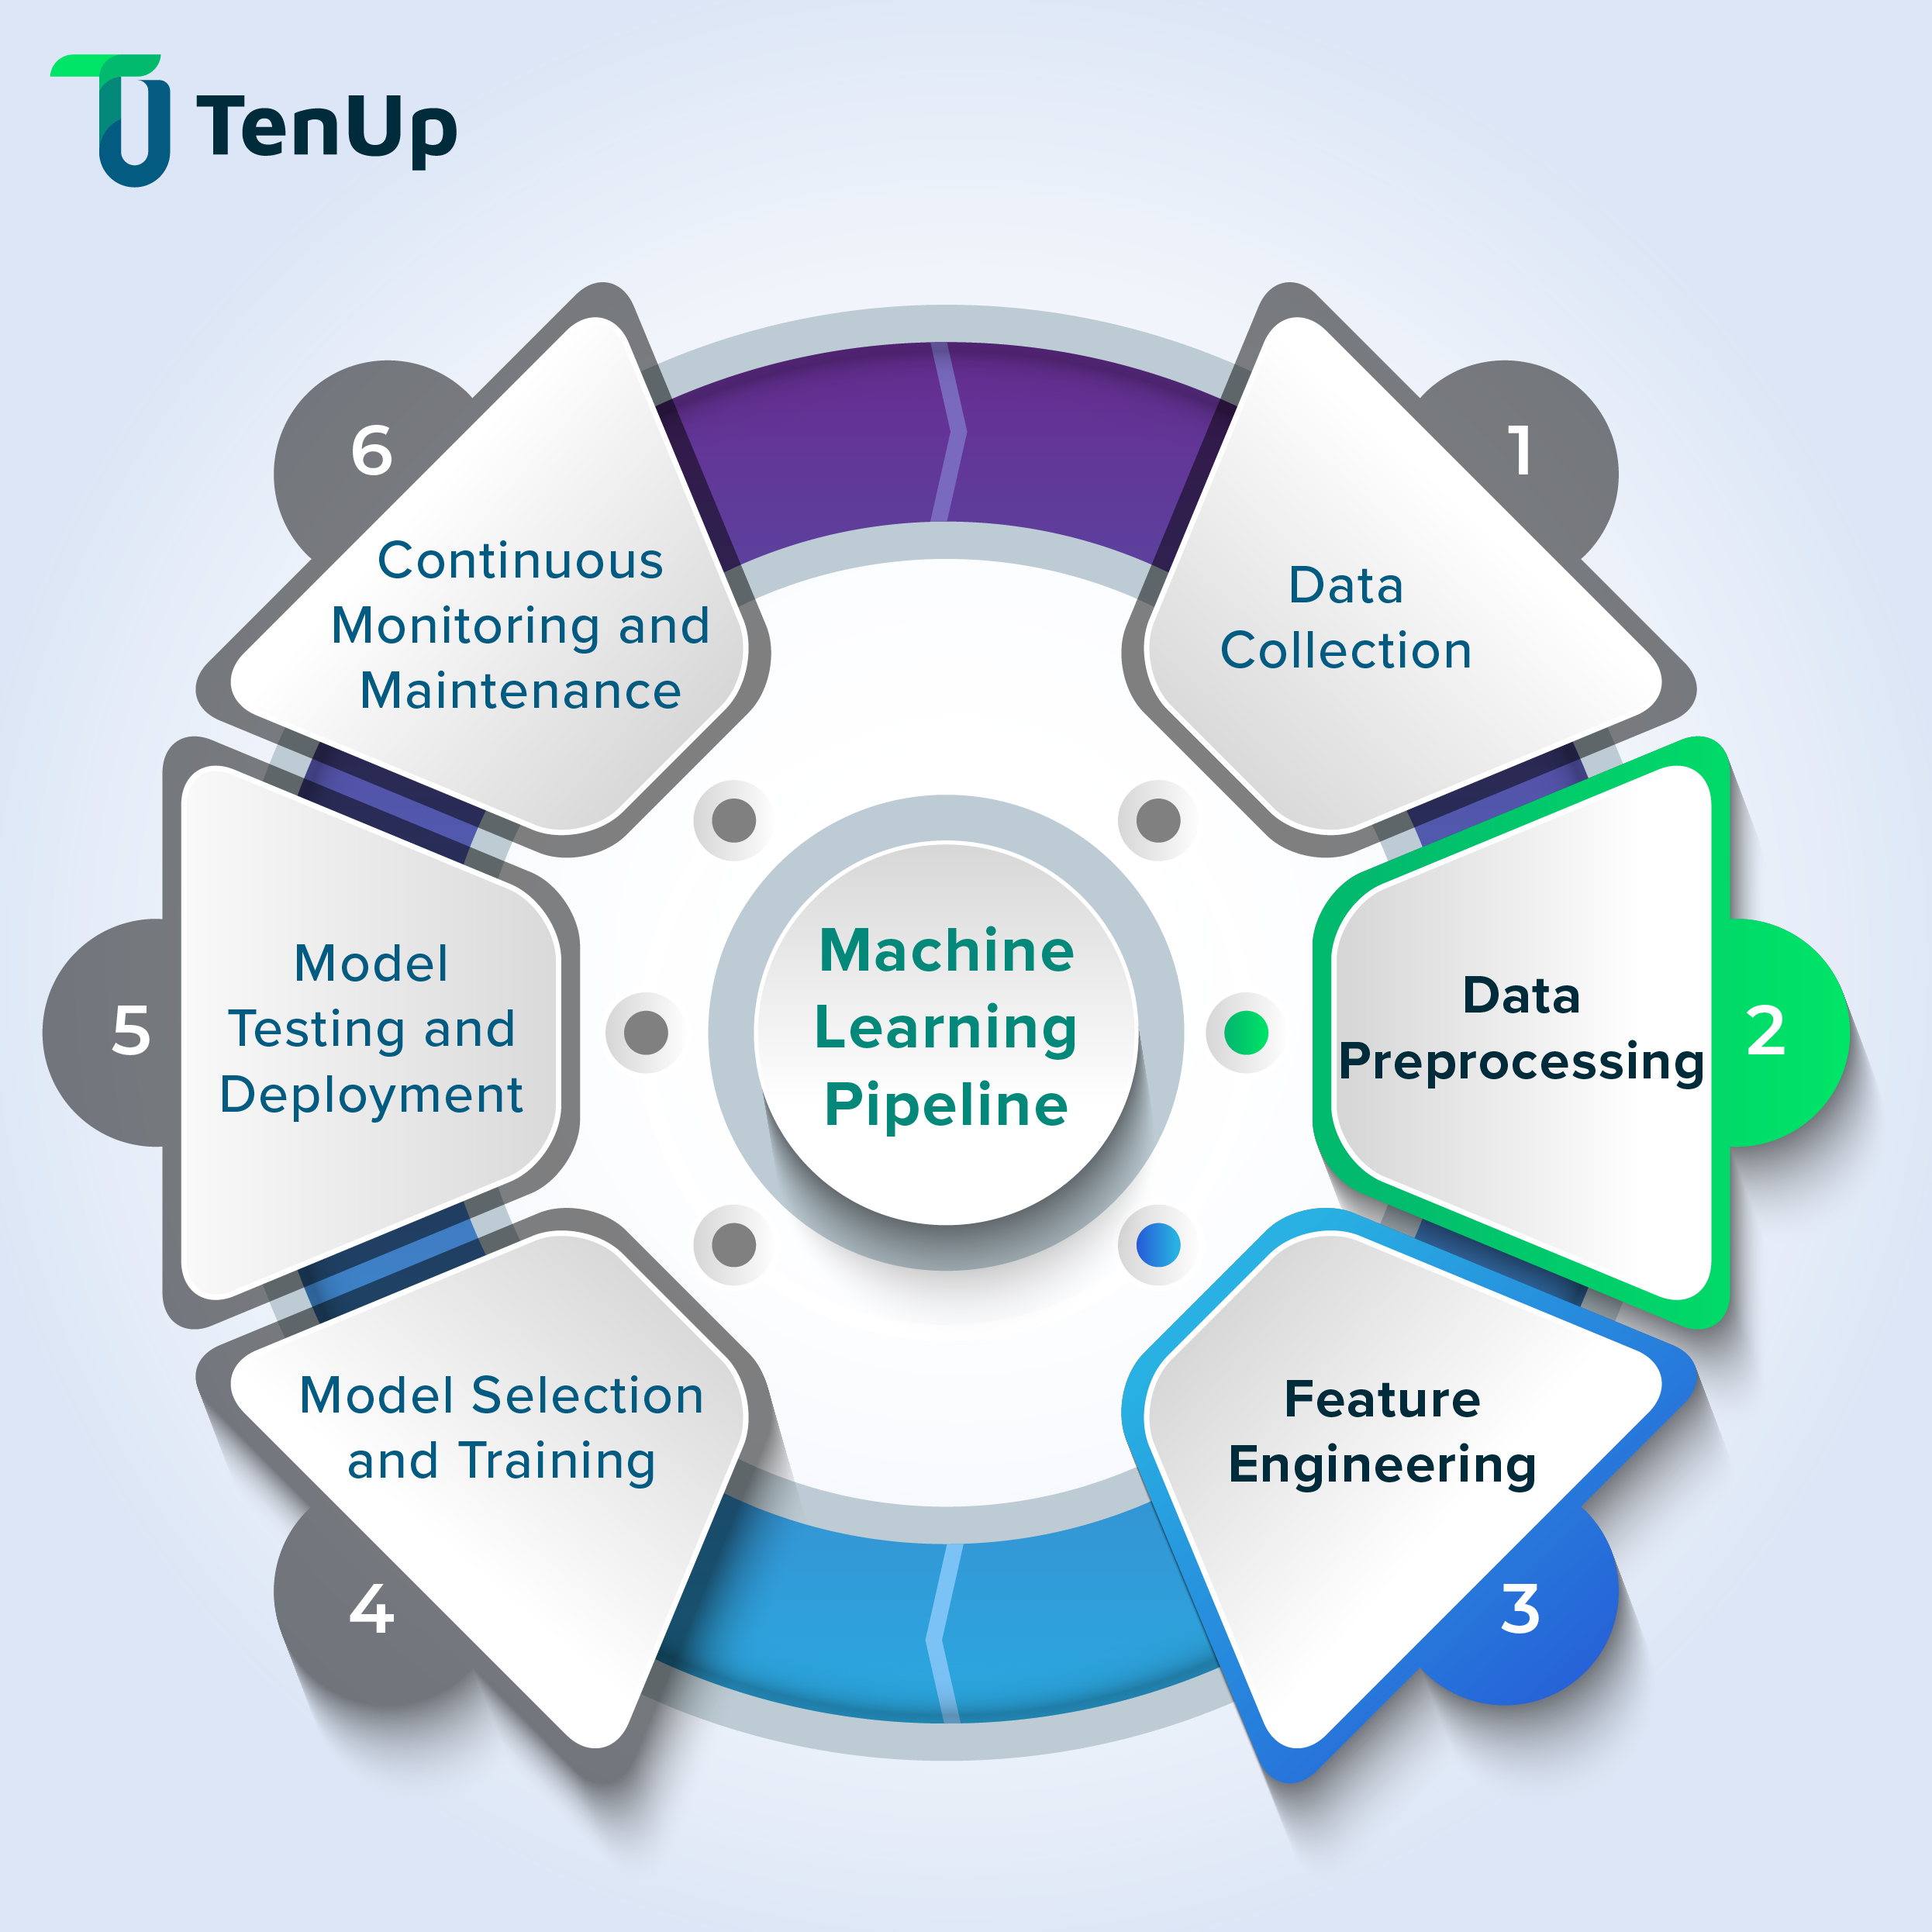 TenUp
1
Data
Collection
2
Data
Preprocessing
3
Feature
Engineering
4
Model Selection
and Training
5
Model
Testing and
Deployment
6
Continuous
Monitoring and
Maintenance
Machine
Learning
Pipeline